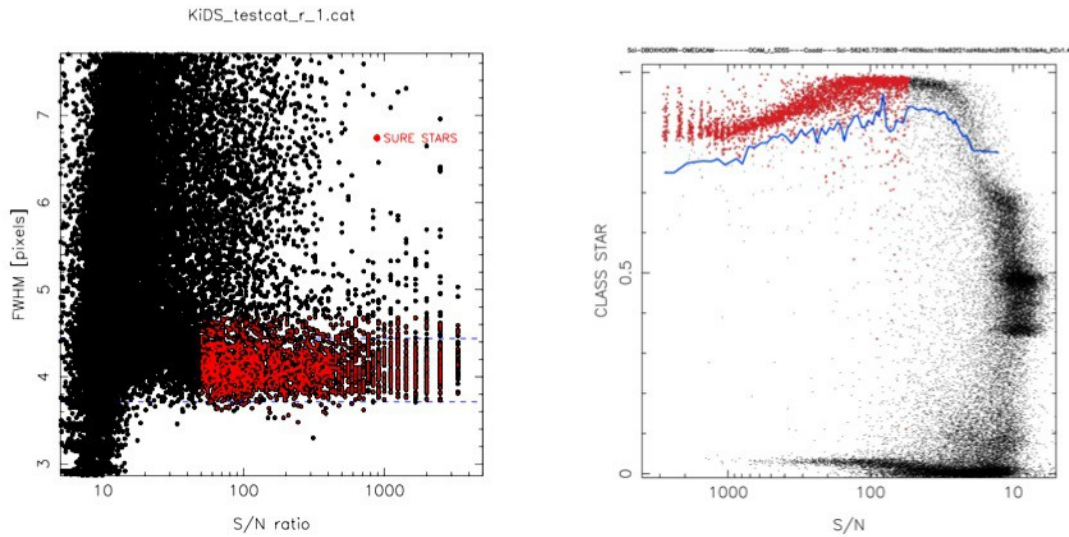 KiDS_testcat_r_1.cat
SURE STARS
FWHM [pixels]
7
6
5
4
3
10
100
1000
S/N ratio
CLASS STAR
1
0.5
0
1000
100
10
S/N